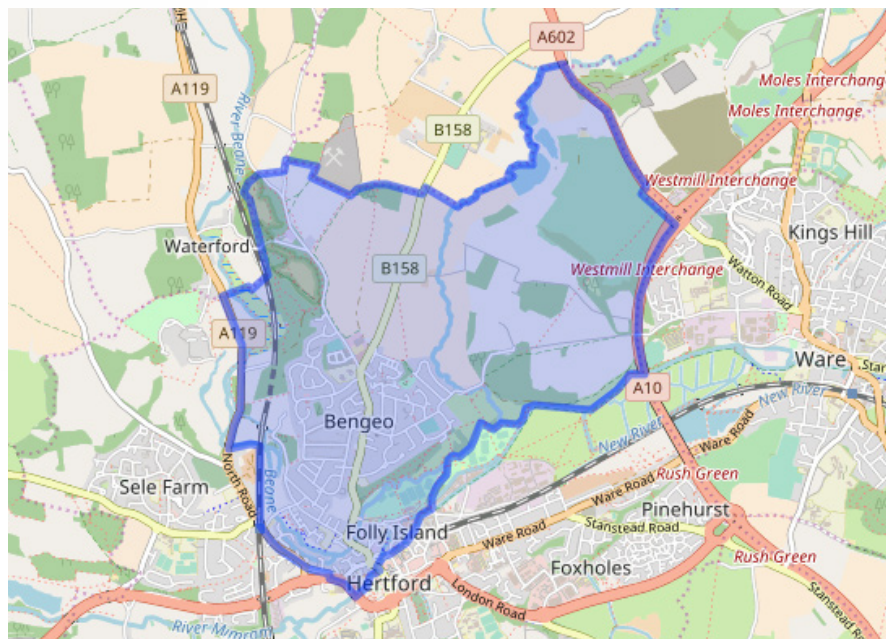 A602
A119
River Beane
B158
Moles Interchange
Moles Interchange
Westmill Interchange
Waterford
Kings Hill
B158
Westmill Interchange
Watton Road
A119
Ware
A10
New River
Bengeo
New River
Ware Road
North Road
Beane
Rush Green
Sele Farm
Ware Road
Pinehurst
Folly Island
Stanstead Road
Ware Road
Rush Green
Foxholes
Hertford
London Road
Stanstead
River Mimram